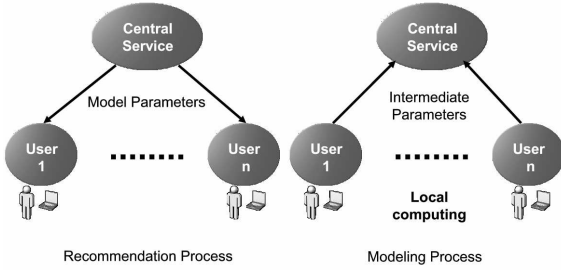 Central
Service
Model Parameters
User
1
User
n
Recommendation Process
Central
Service
Intermediate
Parameters
User
1
User
n
Local
computing
Modeling Process